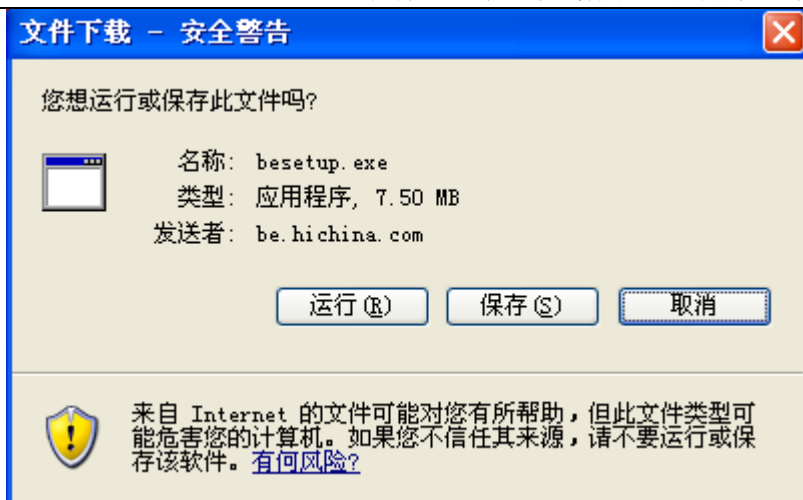 文件下载 - 安全警告
您想运行或保存此文件吗?
名称: besetup.exe
类型: 应用程序, 7.50 MB
发送者: be.hichina.com
运行(R) 保存(S) 取消
来自 Internet 的文件可能对您有所帮助，但此文件类型可
能危害您的计算机。如果您不信任其来源，请不要运行或保
存该软件。有何风险?